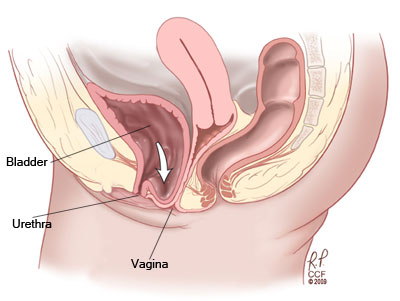 Bladder
Urethra
Vagina
R.P.
CCF
©2009